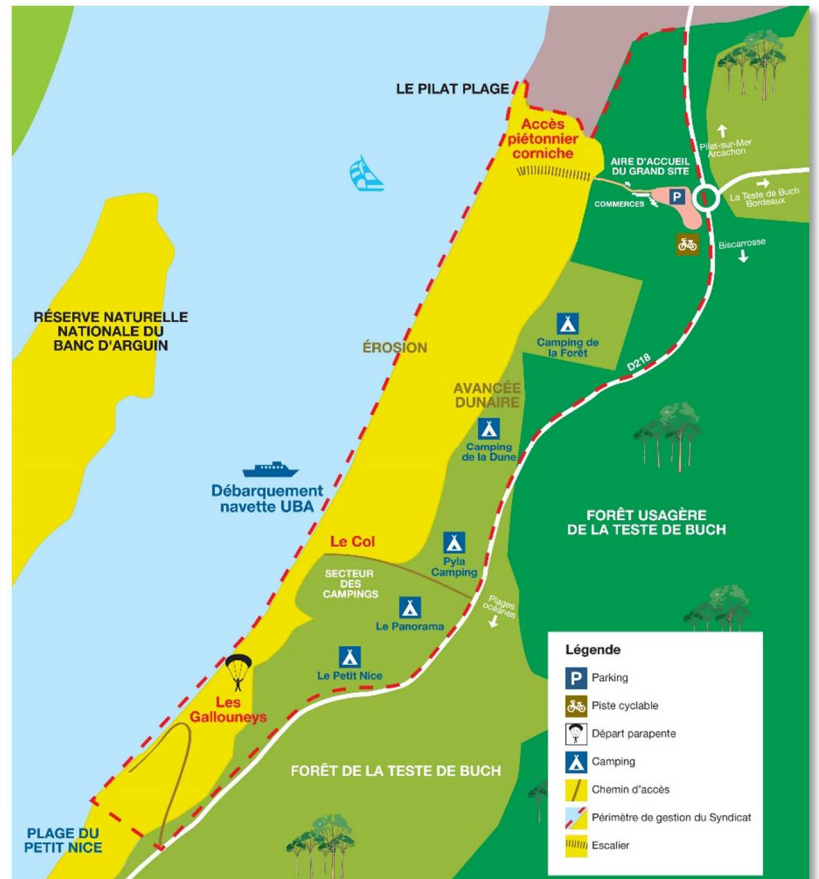 LE PILAT PLAGE
Accès
piétonnier
corniche
AIRE D'ACCUEIL
DU GRAND SITE
P
COMMERCES
Pilat-sur-Mer
Arcachon
La Teste de Buch
Bordeaux
Biscarrosse
RÉSERVE NATURELLE
NATIONALE DU
BANC D'ARGUIN
ÉROSION
Camping de
la Forêt
D218
AVANCÉE
DUNAIRE
Camping
de la Dune
Débarquement
navette UBA
FORÊT USAGÈRE
DE LA TESTE DE BUCH
Le Col
Pyla
Camping
SECTEUR
DES
CAMPINGS
Plages
océanes
Le Panorama
Le Petit Nice
Les
Gallouneys
FORÊT DE LA TESTE DE BUCH
PLAGE DU
PETIT NICE
Légende
P Parking
Piste cyclable
Départ parapente
Camping
Chemin d'accès
Périmètre de gestion du Syndicat
Escalier